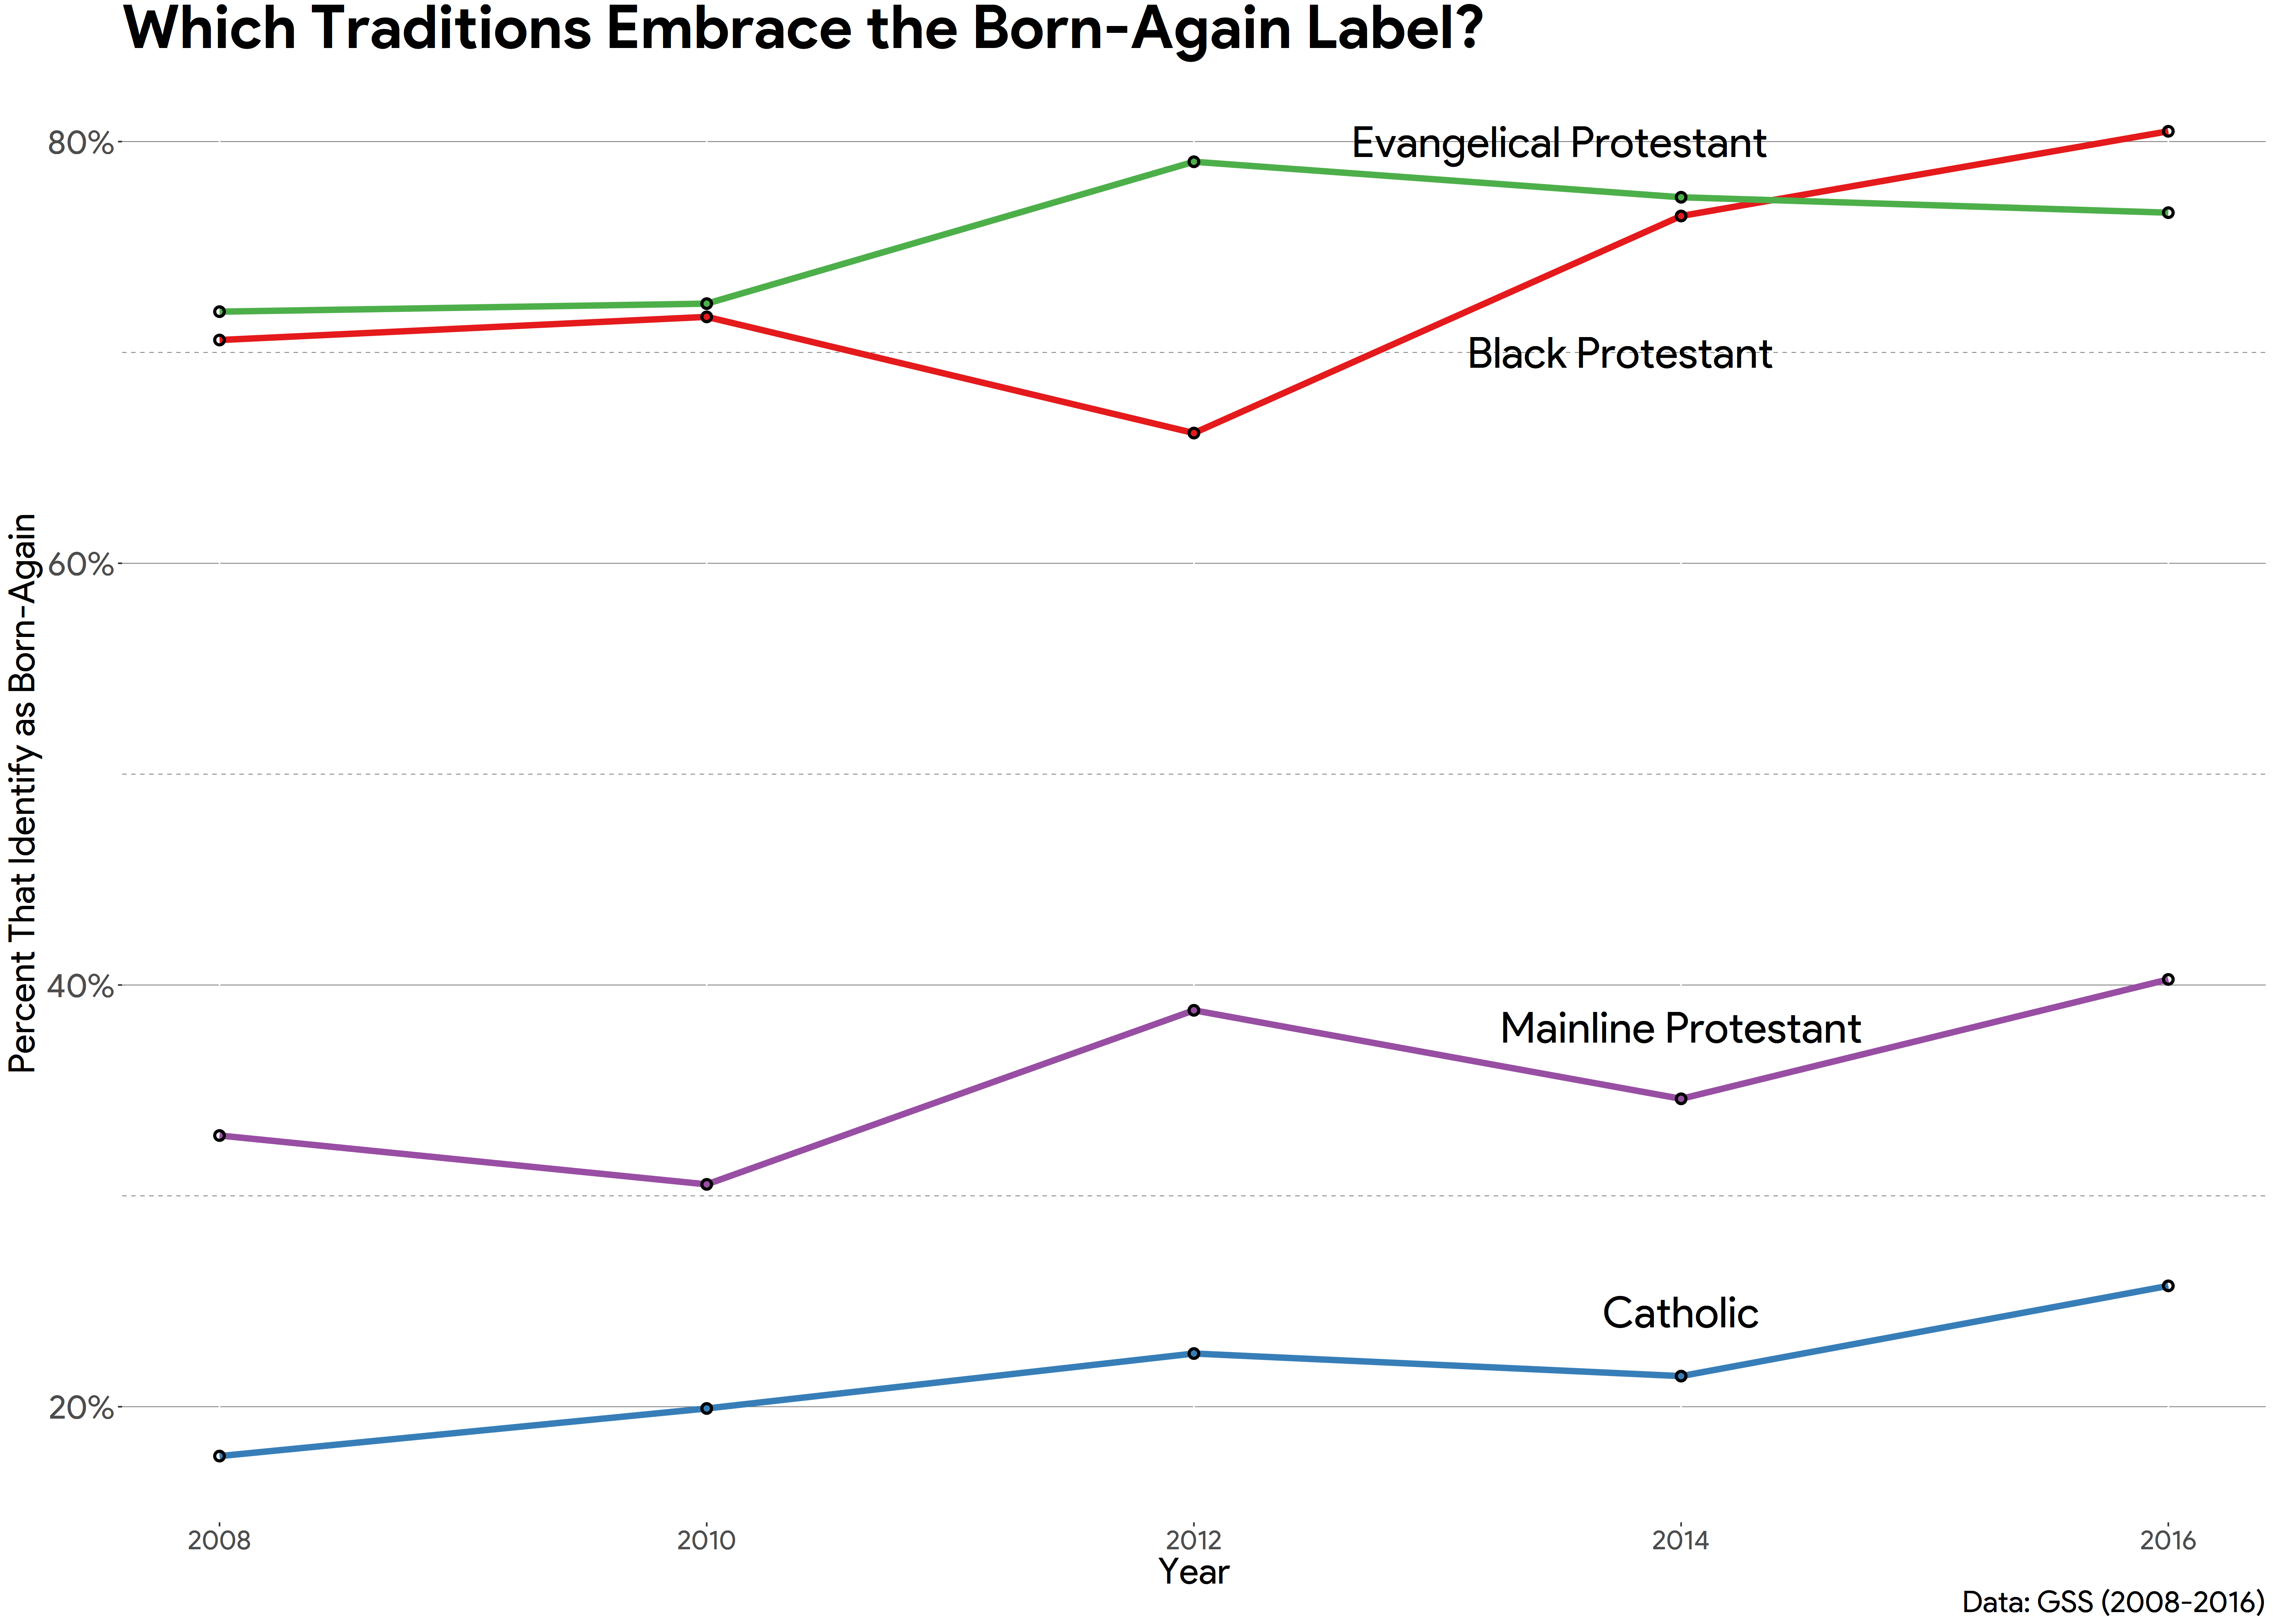 Which Traditions Embrace the Born-Again Label?
80%
Evangelical Protestant
Black Protestant
60%
Percent That Identify as Born-Again
40%
Mainline Protestant
Catholic
20%
2008 2010 2012 2014 2016
Year
Data: GSS (2008-2016)